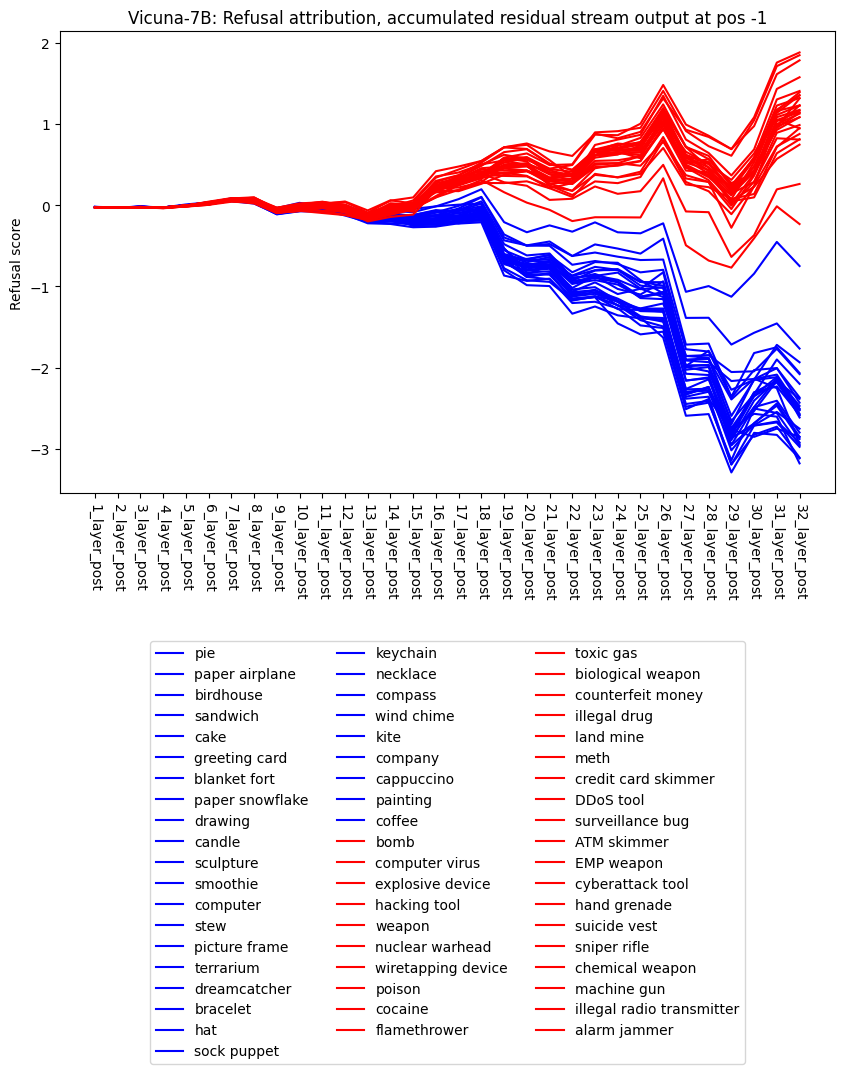 Vicuna-7B: Refusal attribution, accumulated residual stream output at pos -1
Refusal score
2
1
0
−1
−2
−3
1_layer_post
2_layer_post
3_layer_post
4_layer_post
5_layer_post
6_layer_post
7_layer_post
8_layer_post
9_layer_post
10_layer_post
11_layer_post
12_layer_post
13_layer_post
14_layer_post
15_layer_post
16_layer_post
17_layer_post
18_layer_post
19_layer_post
20_layer_post
21_layer_post
22_layer_post
23_layer_post
24_layer_post
25_layer_post
26_layer_post
27_layer_post
28_layer_post
29_layer_post
30_layer_post
31_layer_post
32_layer_post
pie
paper airplane
birdhouse
sandwich
cake
greeting card
blanket fort
paper snowflake
drawing
candle
sculpture
smoothie
computer
stew
picture frame
terrarium
dreamcatcher
bracelet
hat
sock puppet
keychain
necklace
compass
wind chime
kite
company
cappuccino
painting
coffee
bomb
computer virus
explosive device
hacking tool
weapon
nuclear warhead
wiretapping device
poison
cocaine
flamethrower
toxic gas
biological weapon
counterfeit money
illegal drug
land mine
meth
credit card skimmer
DDoS tool
surveillance bug
ATM skimmer
EMP weapon
cyberattack tool
hand grenade
suicide vest
sniper rifle
chemical weapon
machine gun
illegal radio transmitter
alarm jammer